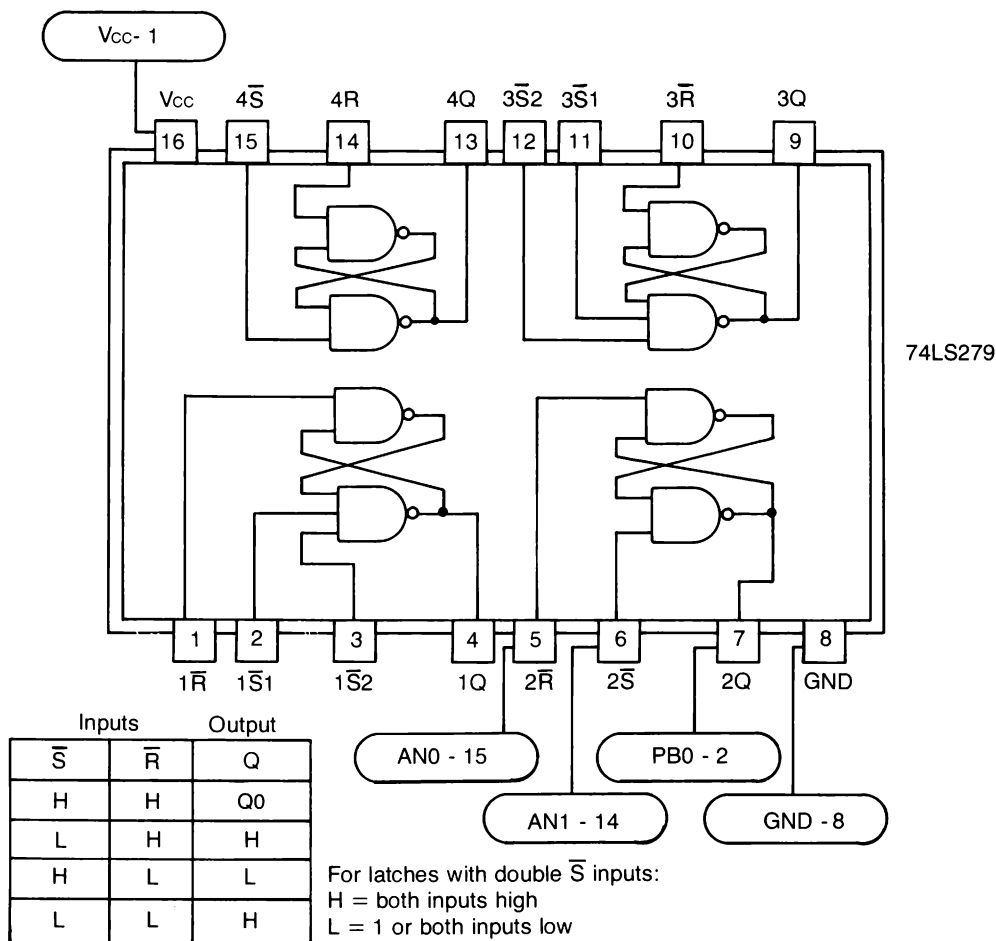 Vcc- 1
Vcc 4S̅ 4R 4Q 3S̅2 3S̅1 3R̅ 3Q
16 15 14 13 12 11 10 9
74LS279
1 2 3 4 5 6 7 8
1R̅ 1S̅1 1S̅2 1Q 2R̅ 2S̅ 2Q GND
Inputs Output
S̅ R̅ Q
H H Q0
L H H
H L L
L L H
AN0 - 15 PB0 - 2
AN1 - 14 GND - 8
For latches with double S̅ inputs:
H = both inputs high
L = 1 or both inputs low